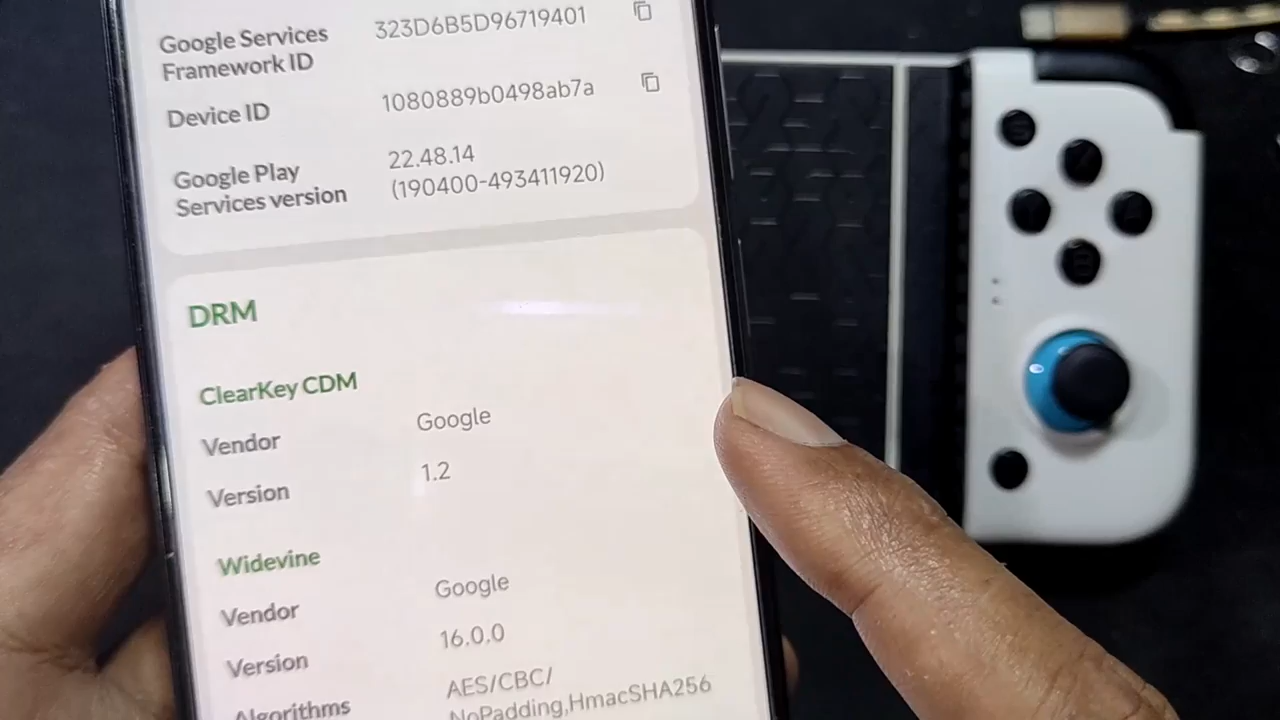 Google Services
Framework ID
323D6B5D96719401
Device ID
1080889b0498ab7a
Google Play
Services version
22.48.14
(190400-493411920)
DRM
ClearKey CDM
Vendor
Google
Version
1.2
Widevine
Vendor
Google
Version
16.0.0
Algorithms
AES/CBC/
NoPadding,HmacSHA256